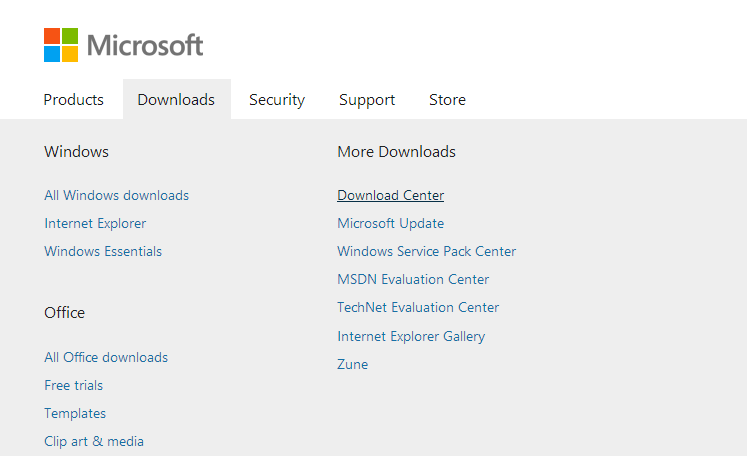 Microsoft
Products Downloads Security Support Store
Windows
All Windows downloads
Internet Explorer
Windows Essentials
Office
All Office downloads
Free trials
Templates
Clip art & media
More Downloads
Download Center
Microsoft Update
Windows Service Pack Center
MSDN Evaluation Center
TechNet Evaluation Center
Internet Explorer Gallery
Zune